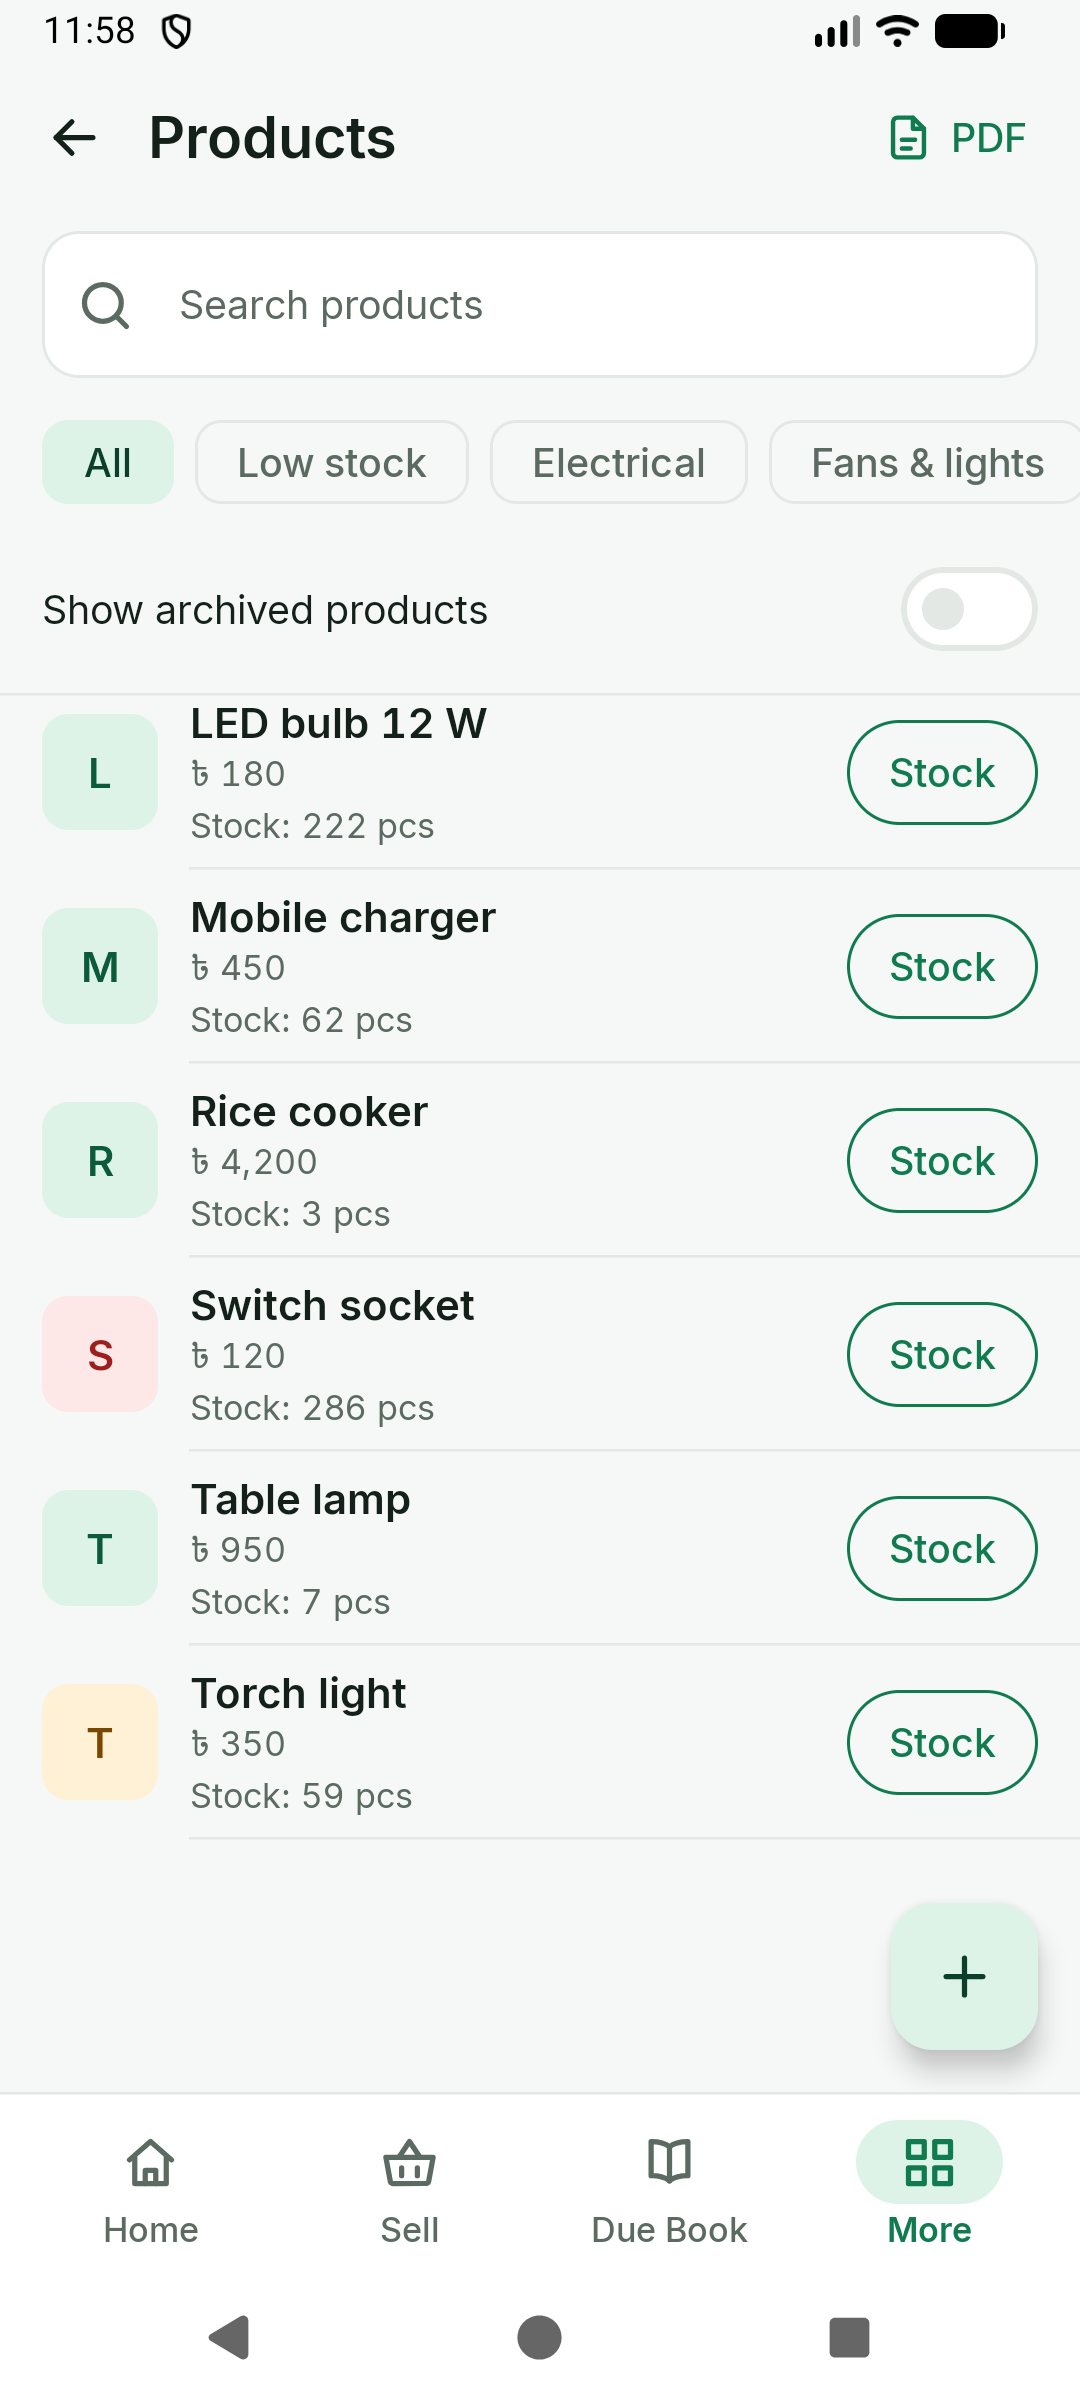 11:58
Products
PDF
Search products
All
Low stock
Electrical
Fans & lights
Show archived products
L
LED bulb 12 W
৳ 180
Stock: 222 pcs
Stock
M
Mobile charger
৳ 450
Stock: 62 pcs
Stock
R
Rice cooker
৳ 4,200
Stock: 3 pcs
Stock
S
Switch socket
৳ 120
Stock: 286 pcs
Stock
T
Table lamp
৳ 950
Stock: 7 pcs
Stock
T
Torch light
৳ 350
Stock: 59 pcs
Stock
Home
Sell
Due Book
More